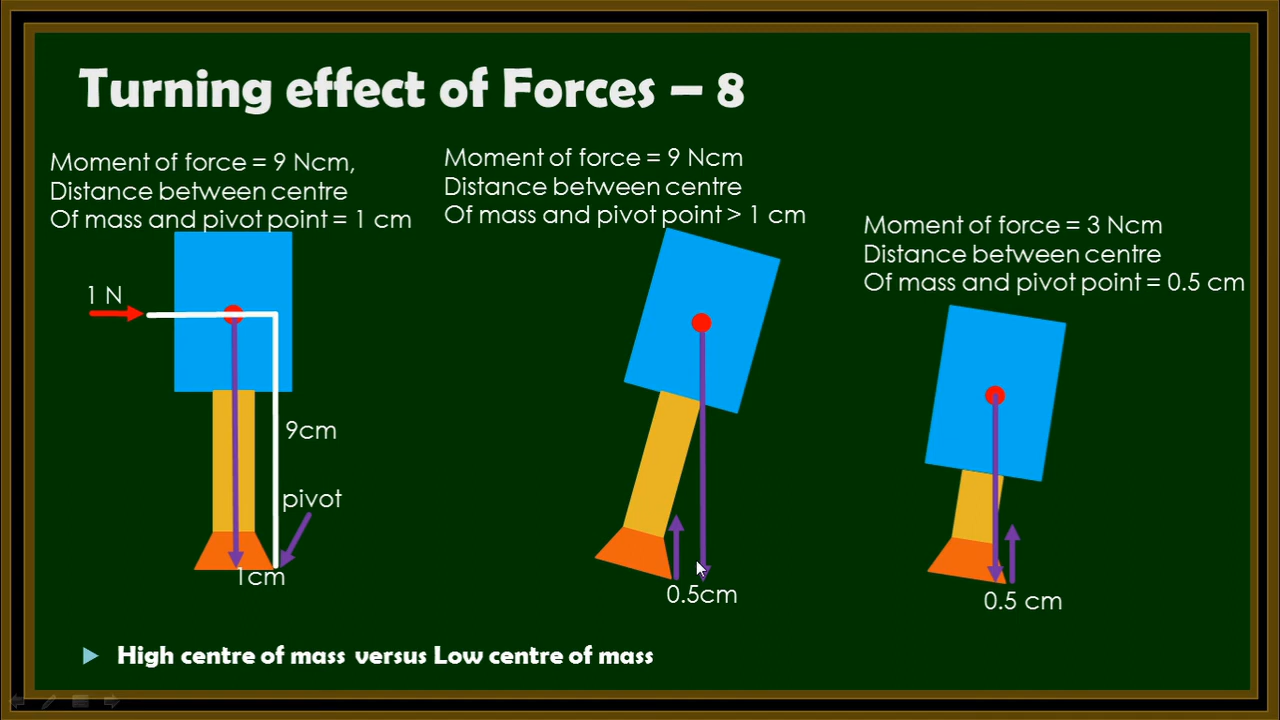 Turning effect of Forces – 8
Moment of force = 9 Ncm,
Distance between centre
Of mass and pivot point = 1 cm
Moment of force = 9 Ncm
Distance between centre
Of mass and pivot point > 1 cm
Moment of force = 3 Ncm
Distance between centre
Of mass and pivot point = 0.5 cm
1 N
9cm
pivot
1cm
0.5cm
0.5 cm
High centre of mass versus Low centre of mass